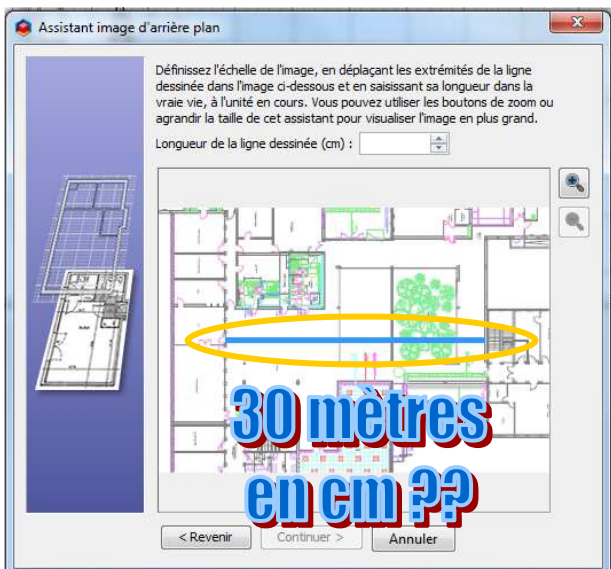 Assistant image d'arrière plan
Définissez l'échelle de l'image, en déplaçant les extrémités de la ligne
dessinée dans l'image ci-dessous et en saisissant sa longueur dans la
vraie vie, à l'unité en cours. Vous pouvez utiliser les boutons de zoom ou
agrandir la taille de cet assistant pour visualiser l'image en plus grand.
Longueur de la ligne dessinée (cm) :
30 mètres
en cm ??
< Revenir
Continuer >
Annuler